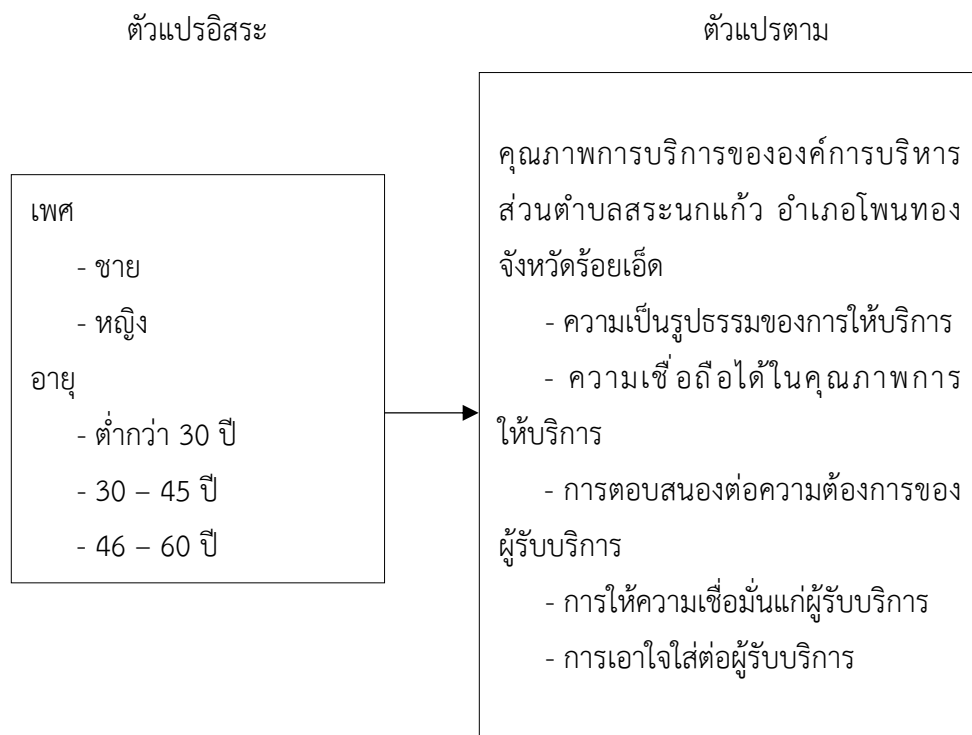 ตัวแปรอิสระ
ตัวแปรตาม
เพศ
- ชาย
- หญิง
อายุ
- ต่ำกว่า 30 ปี
- 30 – 45 ปี
- 46 – 60 ปี
คุณภาพการบริการขององค์การบริหาร
ส่วนตำบลสระนกแก้ว อำเภอโพนทอง
จังหวัดร้อยเอ็ด
- ความเป็นรูปธรรมของการให้บริการ
- ความเชื่อถือได้ในคุณภาพการ
ให้บริการ
- การตอบสนองต่อความต้องการของ
ผู้รับบริการ
- การให้ความเชื่อมั่นแก่ผู้รับบริการ
- การเอาใจใส่ต่อผู้รับบริการ